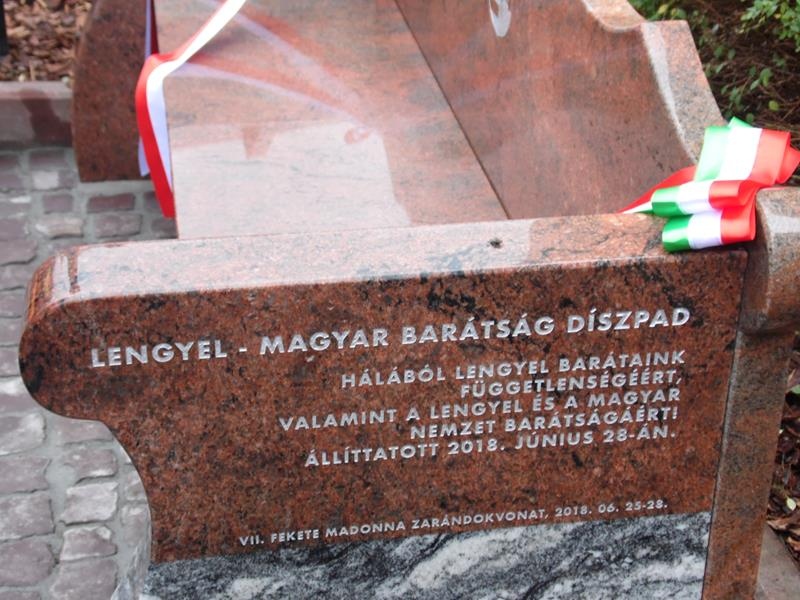 LENGYEL - MAGYAR BARÁTSÁG DÍSZPAD
HÁLÁBÓL LENGYEL BARÁTAINK
FÜGGETLENSÉGÉÉRT,
VALAMINT A LENGYEL ÉS A MAGYAR
NEMZET BARÁTSÁGÁÉRT!
ÁLLÍTTATOTT 2018. JÚNIUS 28-ÁN.
VII. FEKETE MADONNA ZARÁNDOKVONAT, 2018. 06. 25-28.